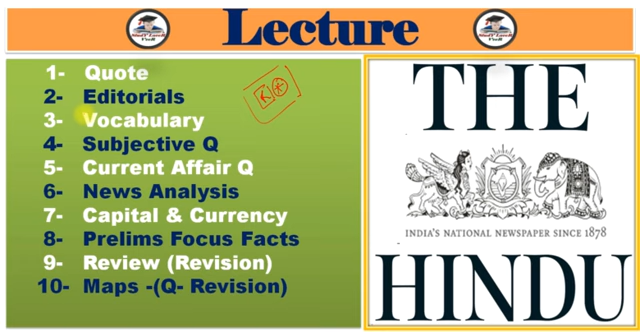 Lecture
1- Quote
2- Editorials
3- Vocabulary
4- Subjective Q
5- Current Affair Q
6- News Analysis
7- Capital & Currency
8- Prelims Focus Facts
9- Review (Revision)
10- Maps -(Q- Revision)
THE
INDIA'S NATIONAL NEWSPAPER SINCE 1878
HINDU